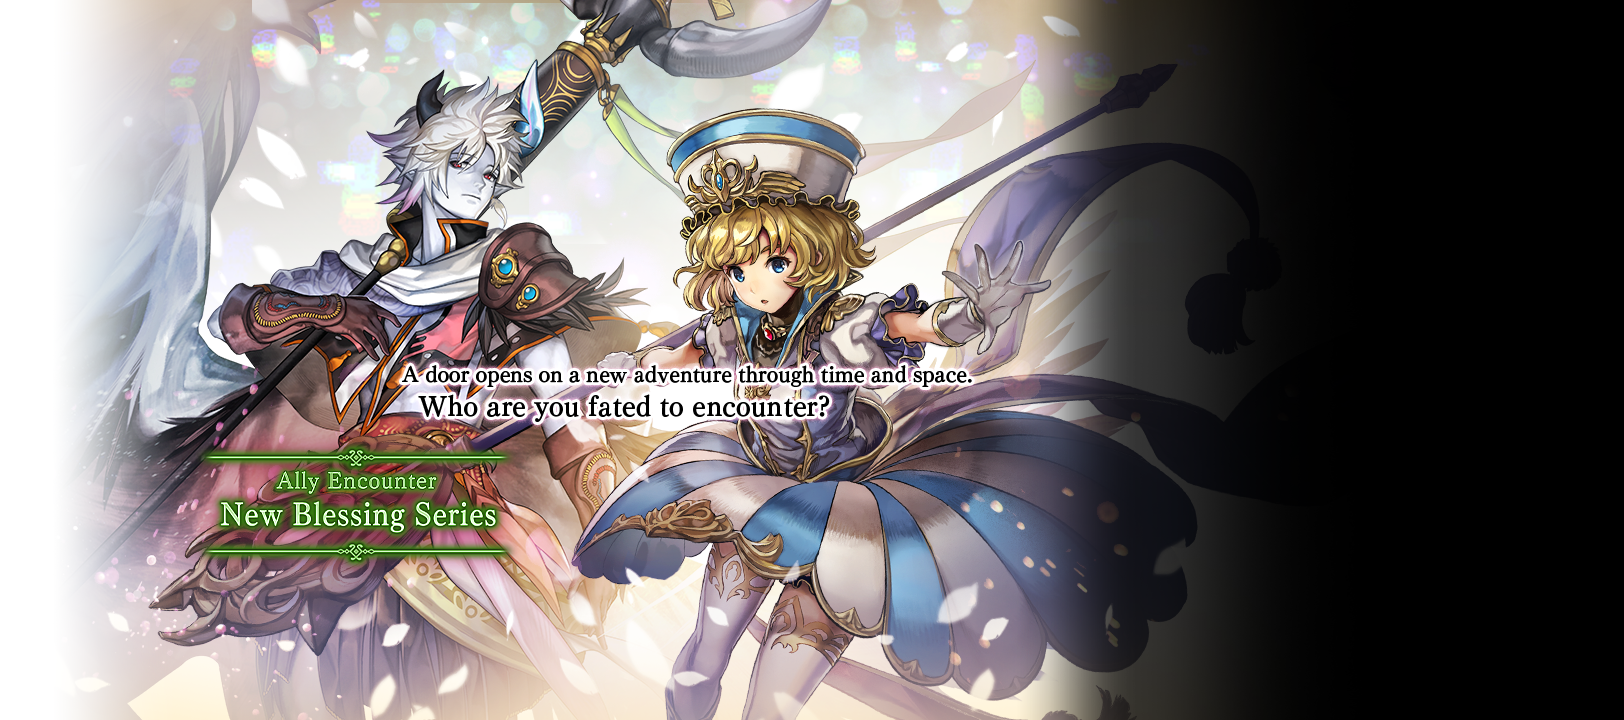 A door opens on a new adventure through time and space.
Who are you fated to encounter?
Ally Encounter
New Blessing Series